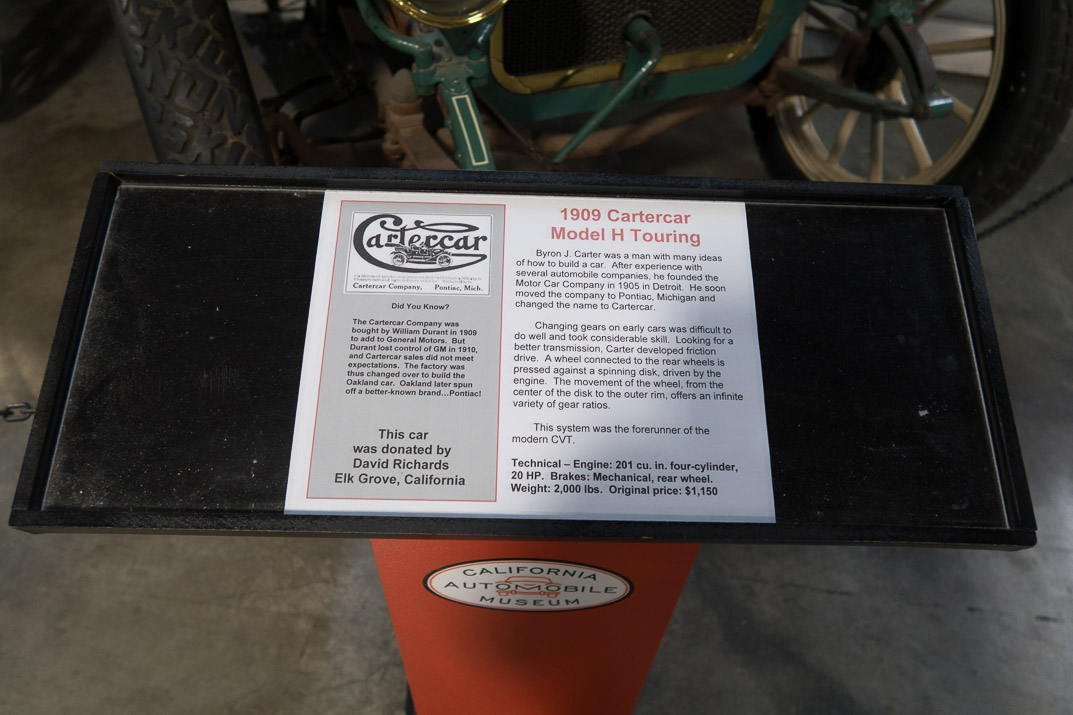 Cartercar
Cartercar Company, Pontiac, Mich.
Did You Know?
The Cartercar Company was
bought by William Durant in 1909
to add to General Motors. But
Durant lost control of GM in 1910,
and Cartercar sales did not meet
expectations. The factory was
thus changed over to build the
Oakland car. Oakland later spun
off a better-known brand...Pontiac!
This car
was donated by
David Richards
Elk Grove, California
1909 Cartercar
Model H Touring
Byron J. Carter was a man with many ideas
of how to build a car. After experience with
several automobile companies, he founded the
Motor Car Company in 1905 in Detroit. He soon
moved the company to Pontiac, Michigan and
changed the name to Cartercar.
Changing gears on early cars was difficult to
do well and took considerable skill. Looking for a
better transmission, Carter developed friction
drive. A wheel connected to the rear wheels is
pressed against a spinning disk, driven by the
engine. The movement of the wheel, from the
center of the disk to the outer rim, offers an infinite
variety of gear ratios.
This system was the forerunner of the
modern CVT.
Technical – Engine: 201 cu. in. four-cylinder,
20 HP. Brakes: Mechanical, rear wheel.
Weight: 2,000 lbs. Original price: $1,150
CALIFORNIA
AUTOMOBILE
MUSEUM